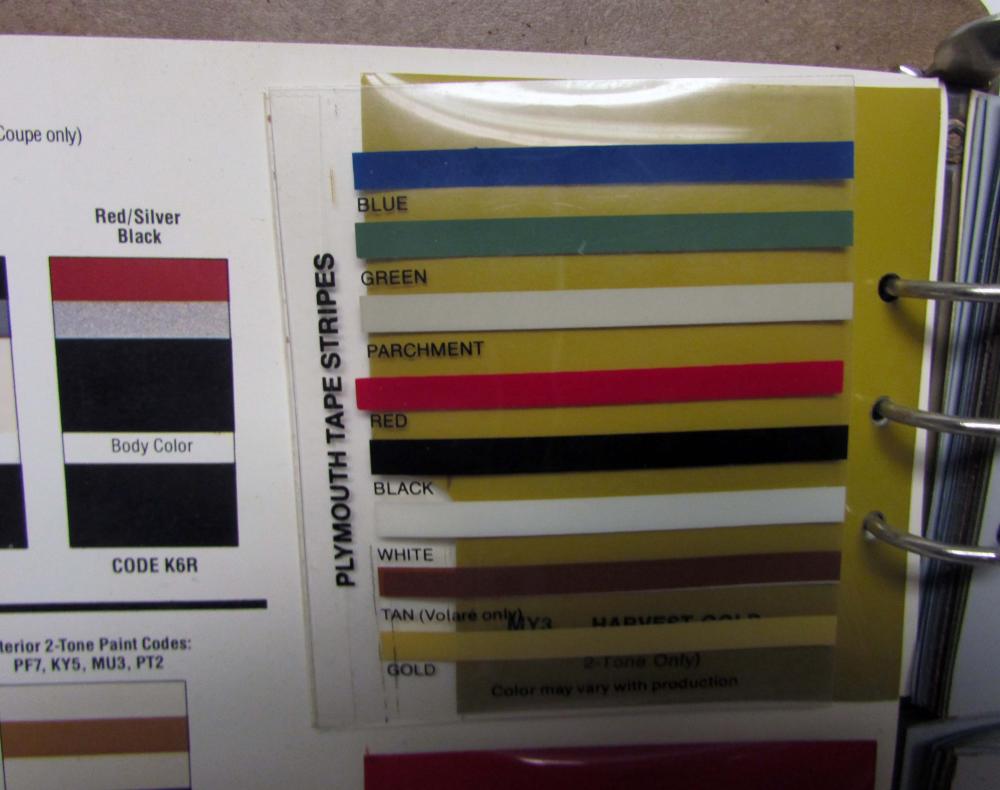 Coupe only)
Red/Silver
Black
Body Color
CODE K6R
terior 2-Tone Paint Codes:
PF7, KY5, MU3, PT2
PLYMOUTH TAPE STRIPES
BLUE
GREEN
PARCHMENT
RED
BLACK
WHITE
TAN (Volaré only)
MY3 HARVEST GOLD
GOLD
2-Tone Only)
Color may vary with production